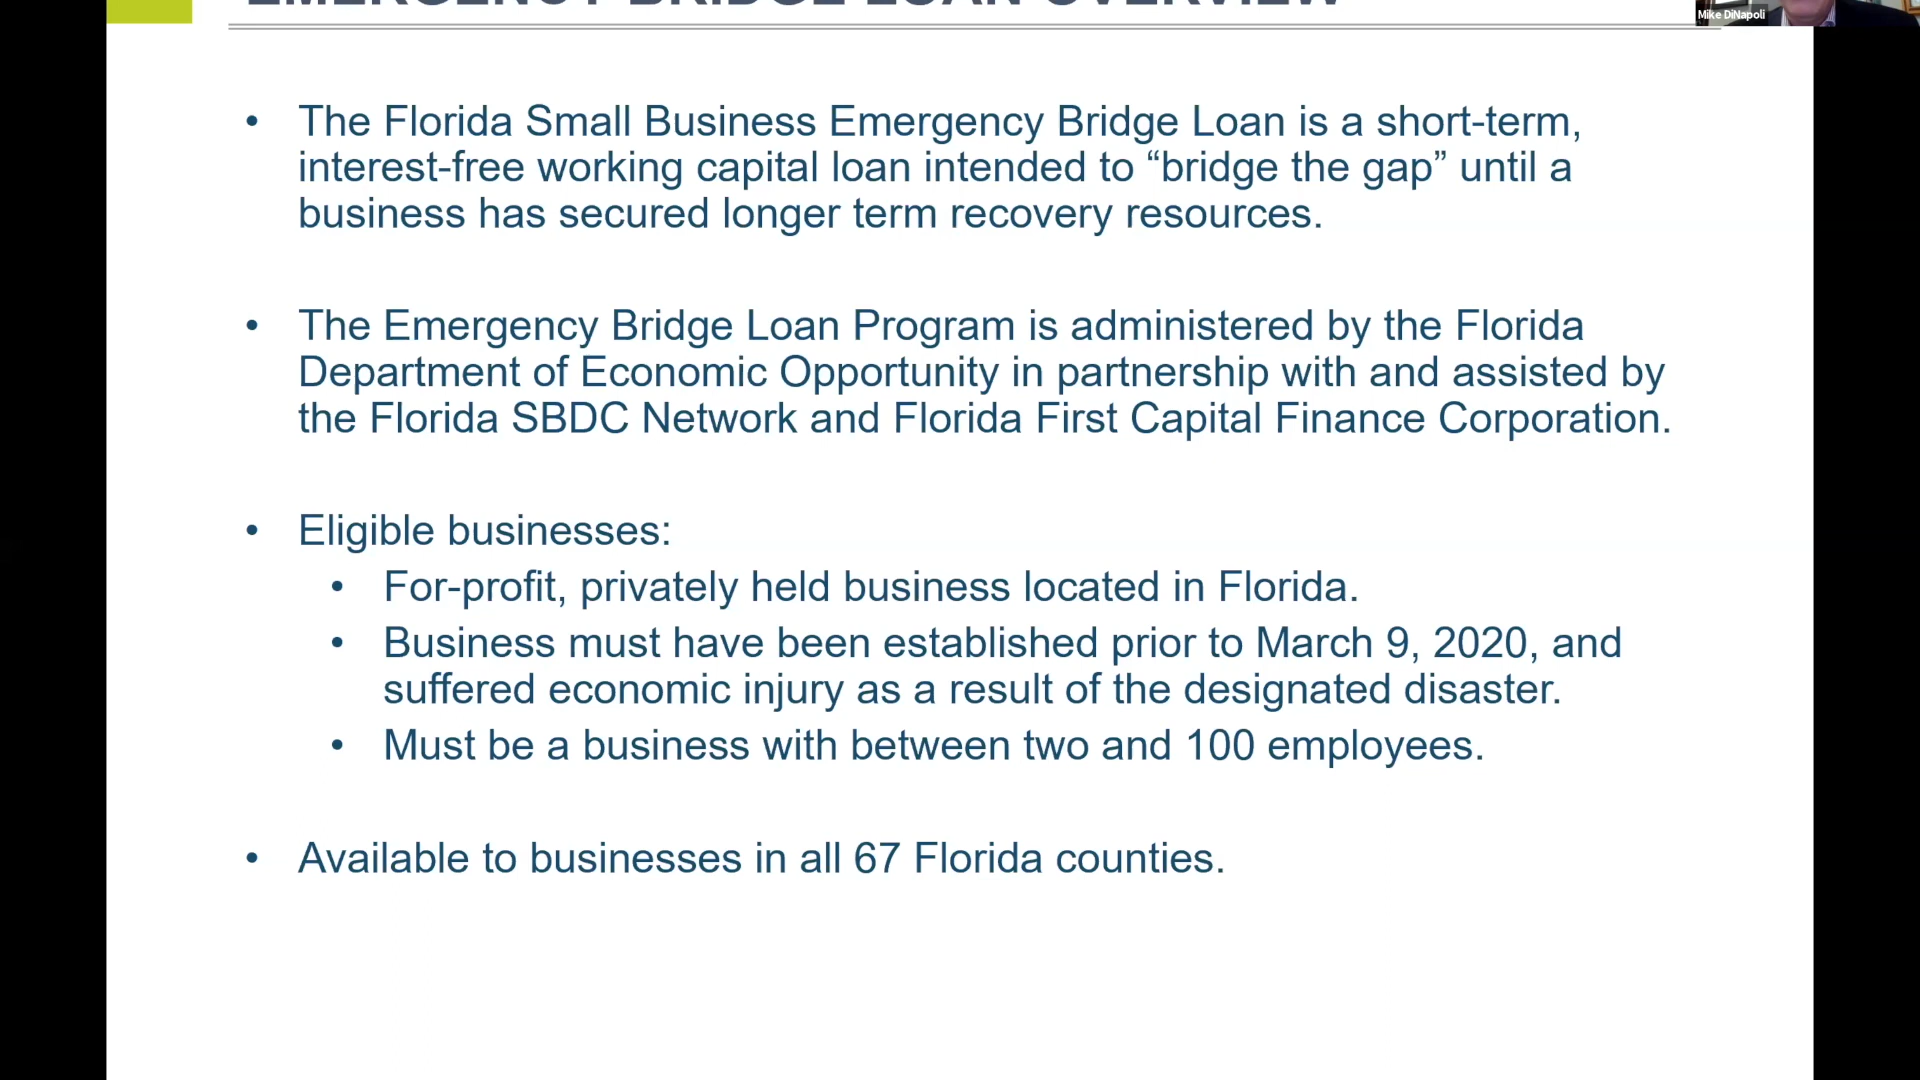 EMERGENCY BRIDGE LOAN OVERVIEW
Mike DiNapoli
• The Florida Small Business Emergency Bridge Loan is a short-term,
interest-free working capital loan intended to “bridge the gap” until a
business has secured longer term recovery resources.
• The Emergency Bridge Loan Program is administered by the Florida
Department of Economic Opportunity in partnership with and assisted by
the Florida SBDC Network and Florida First Capital Finance Corporation.
• Eligible businesses:
• For-profit, privately held business located in Florida.
• Business must have been established prior to March 9, 2020, and
suffered economic injury as a result of the designated disaster.
• Must be a business with between two and 100 employees.
• Available to businesses in all 67 Florida counties.